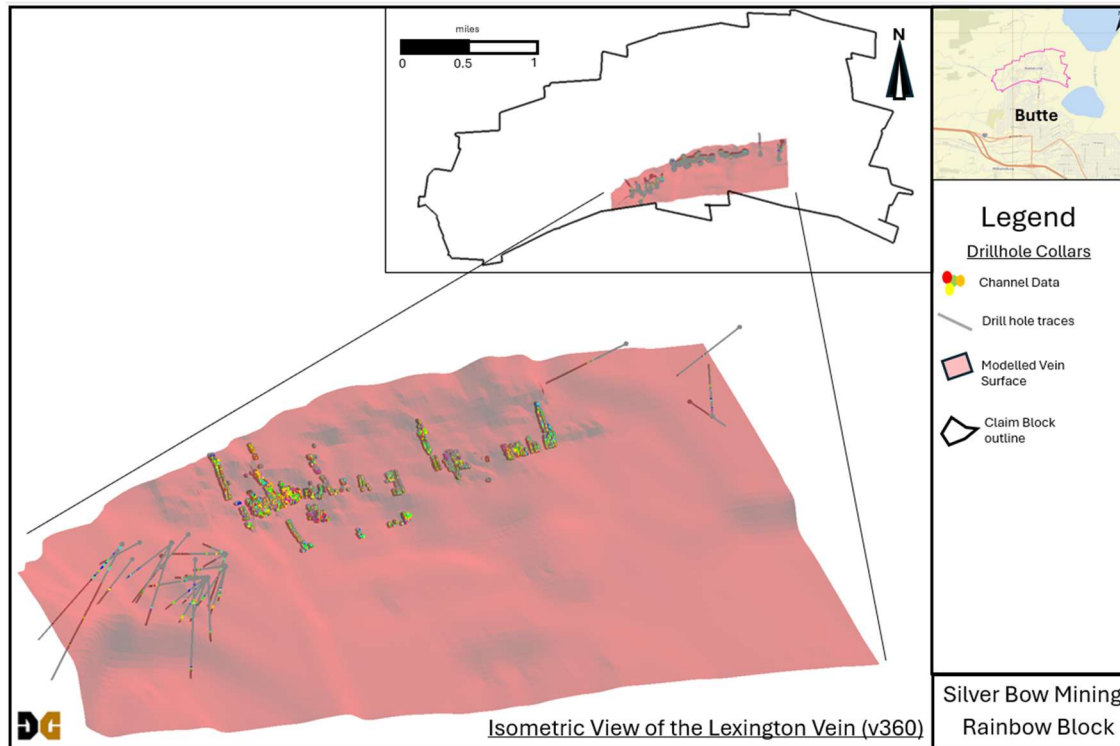 miles
0
0.5
1
N
Butte
Legend
Drillhole Collars
Channel Data
Drill hole traces
Modelled Vein
Surface
Claim Block
outline
Isometric View of the Lexington Vein (v360)
Silver Bow Mining
Rainbow Block
DG